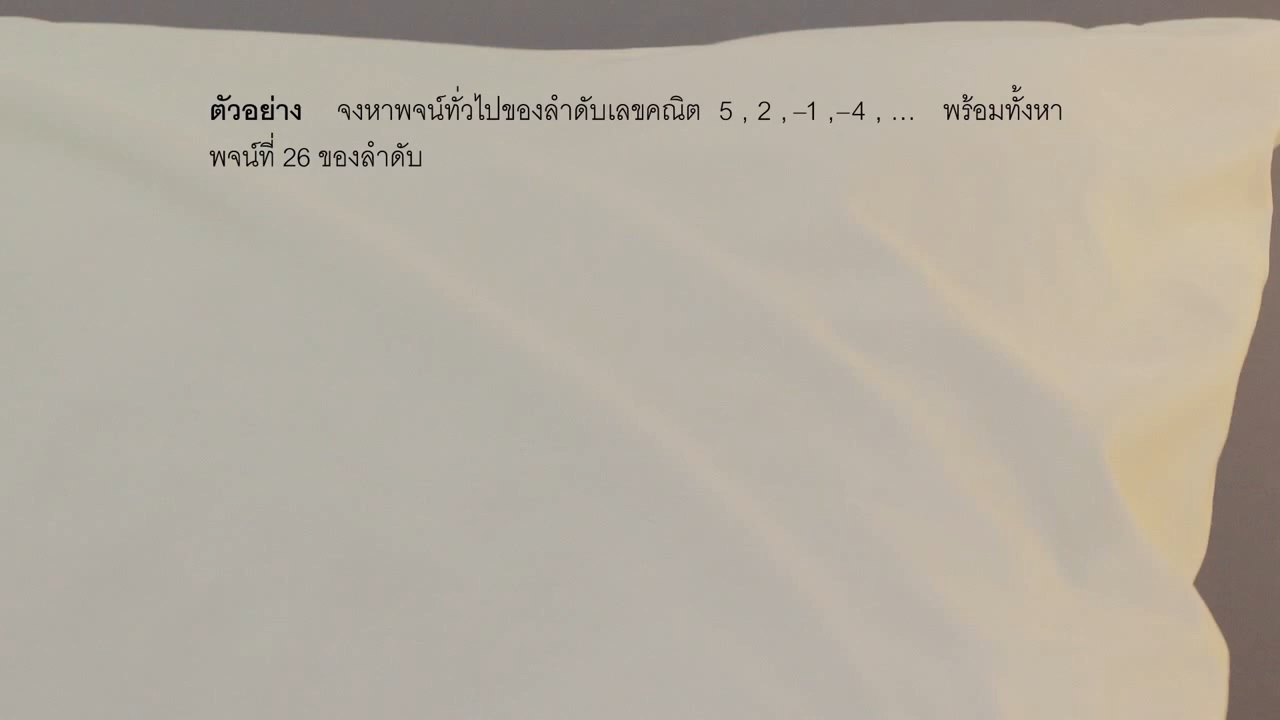 ตัวอย่าง จงหาพจน์ทั่วไปของลำดับเลขคณิต 5 , 2 , –1 ,–4 , ... พร้อมทั้งหา
พจน์ที่ 26 ของลำดับ